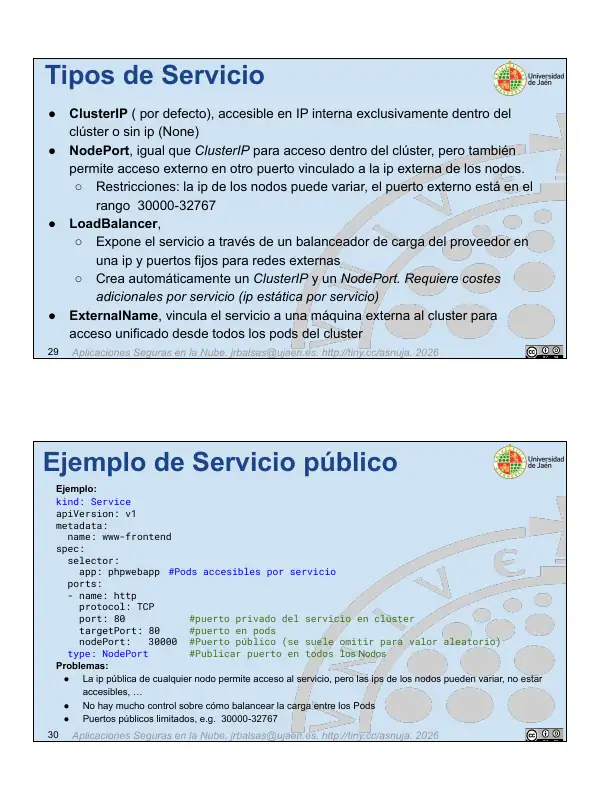 Tipos de Servicio
Universidad
de Jaén
● ClusterIP ( por defecto), accesible en IP interna exclusivamente dentro del
clúster o sin ip (None)
● NodePort, igual que ClusterIP para acceso dentro del clúster, pero también
permite acceso externo en otro puerto vinculado a la ip externa de los nodos.
○ Restricciones: la ip de los nodos puede variar, el puerto externo está en el
rango 30000-32767
● LoadBalancer,
○ Expone el servicio a través de un balanceador de carga del proveedor en
una ip y puertos fijos para redes externas
○ Crea automáticamente un ClusterIP y un NodePort. Requiere costes
adicionales por servicio (ip estática por servicio)
● ExternalName, vincula el servicio a una máquina externa al cluster para
acceso unificado desde todos los pods del cluster
29 Aplicaciones Seguras en la Nube. jrbalsas@ujaen.es. http://tiny.cc/asnuja. 2026
Ejemplo de Servicio público
Universidad
de Jaén
Ejemplo:
kind: Service
apiVersion: v1
metadata:
  name: www-frontend
spec:
  selector:
    app: phpwebapp #Pods accesibles por servicio
  ports:
  - name: http
    protocol: TCP
    port: 80 #puerto privado del servicio en clúster
    targetPort: 80 #puerto en pods
    nodePort: 30000 #Puerto público (se suele omitir para valor aleatorio)
  type: NodePort #Publicar puerto en todos los Nodos
Problemas:
● La ip pública de cualquier nodo permite acceso al servicio, pero las ips de los nodos pueden variar, no estar
accesibles, …
● No hay mucho control sobre cómo balancear la carga entre los Pods
● Puertos públicos limitados, e.g. 30000-32767
30 Aplicaciones Seguras en la Nube. jrbalsas@ujaen.es. http://tiny.cc/asnuja. 2026